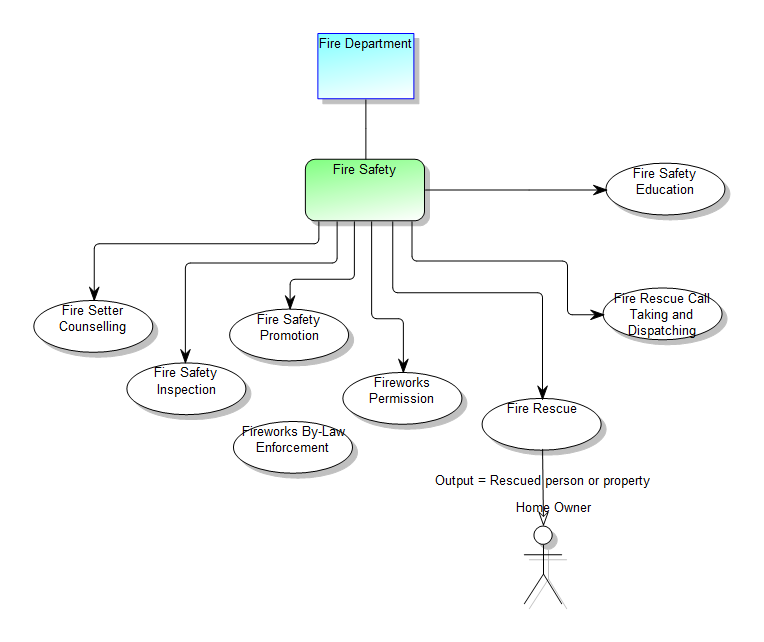 Fire Department
Fire Safety
Fire Safety
Education
Fire Setter
Counselling
Fire Safety
Promotion
Fire Rescue Call
Taking and
Dispatching
Fire Safety
Inspection
Fireworks
Permission
Fire Rescue
Fireworks By-Law
Enforcement
Output = Rescued person or property
Home Owner